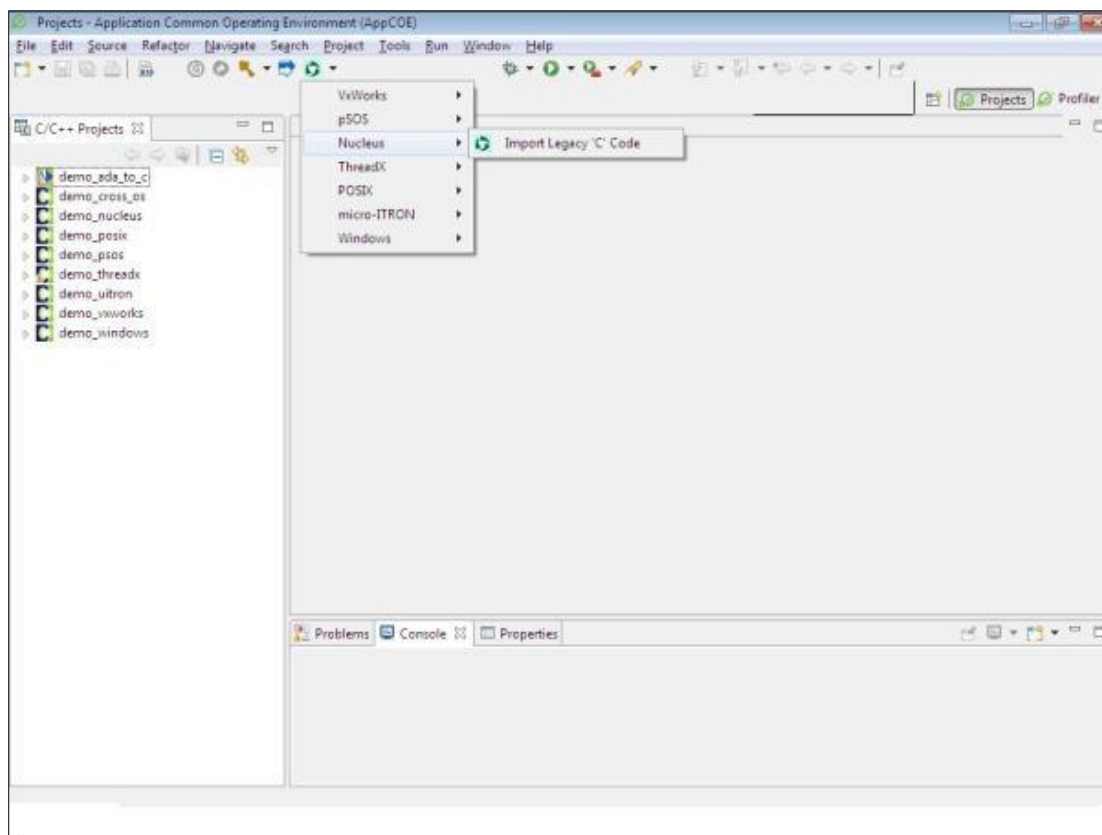 Projects - Application Common Operating Environment (AppCOE)
File Edit Source Refactor Navigate Search Project Tools Run Window Help
Projects Profiler
C/C++ Projects
VxWorks
pSOS
Nucleus
Import Legacy 'C' Code
ThreadX
POSIX
micro-ITRON
Windows
demo_ada_to_c
demo_cross_os
demo_nucleus
demo_posix
demo_psos
demo_threadx
demo_uitron
demo_vxworks
demo_windows
Problems Console Properties